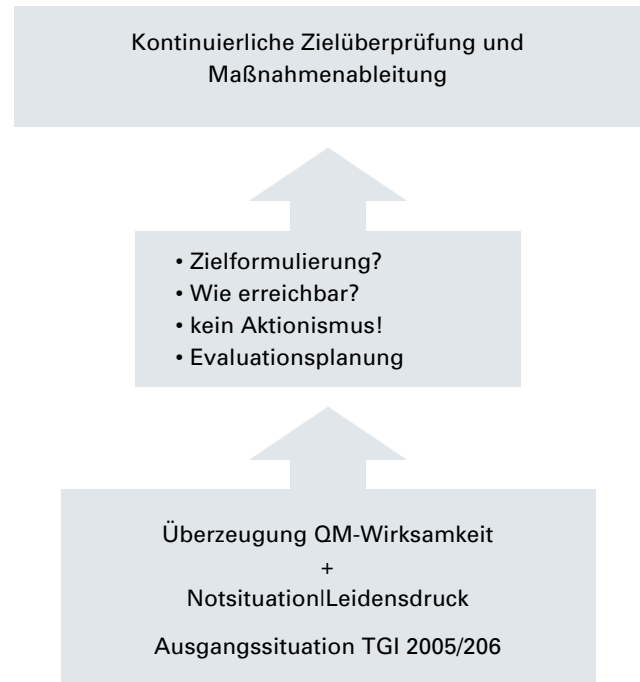 Kontinuierliche Zielüberprüfung und
Maßnahmenableitung
• Zielformulierung?
• Wie erreichbar?
• kein Aktionismus!
• Evaluationsplanung
Überzeugung QM-Wirksamkeit
+
Notsituation|Leidensdruck
Ausgangssituation TGI 2005/206